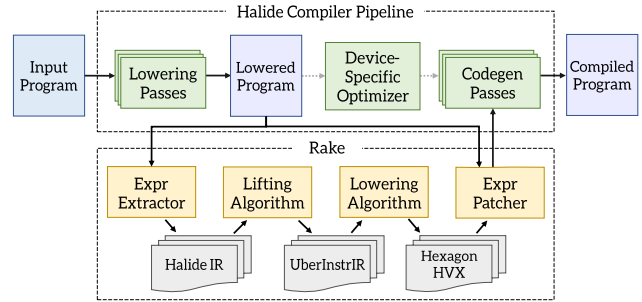 Halide Compiler Pipeline
Input
Program
Lowering
Passes
Lowered
Program
Device-
Specific
Optimizer
Codegen
Passes
Compiled
Program
Rake
Expr
Extractor
Lifting
Algorithm
Lowering
Algorithm
Expr
Patcher
Halide IR
UberInstrIR
Hexagon
HVX